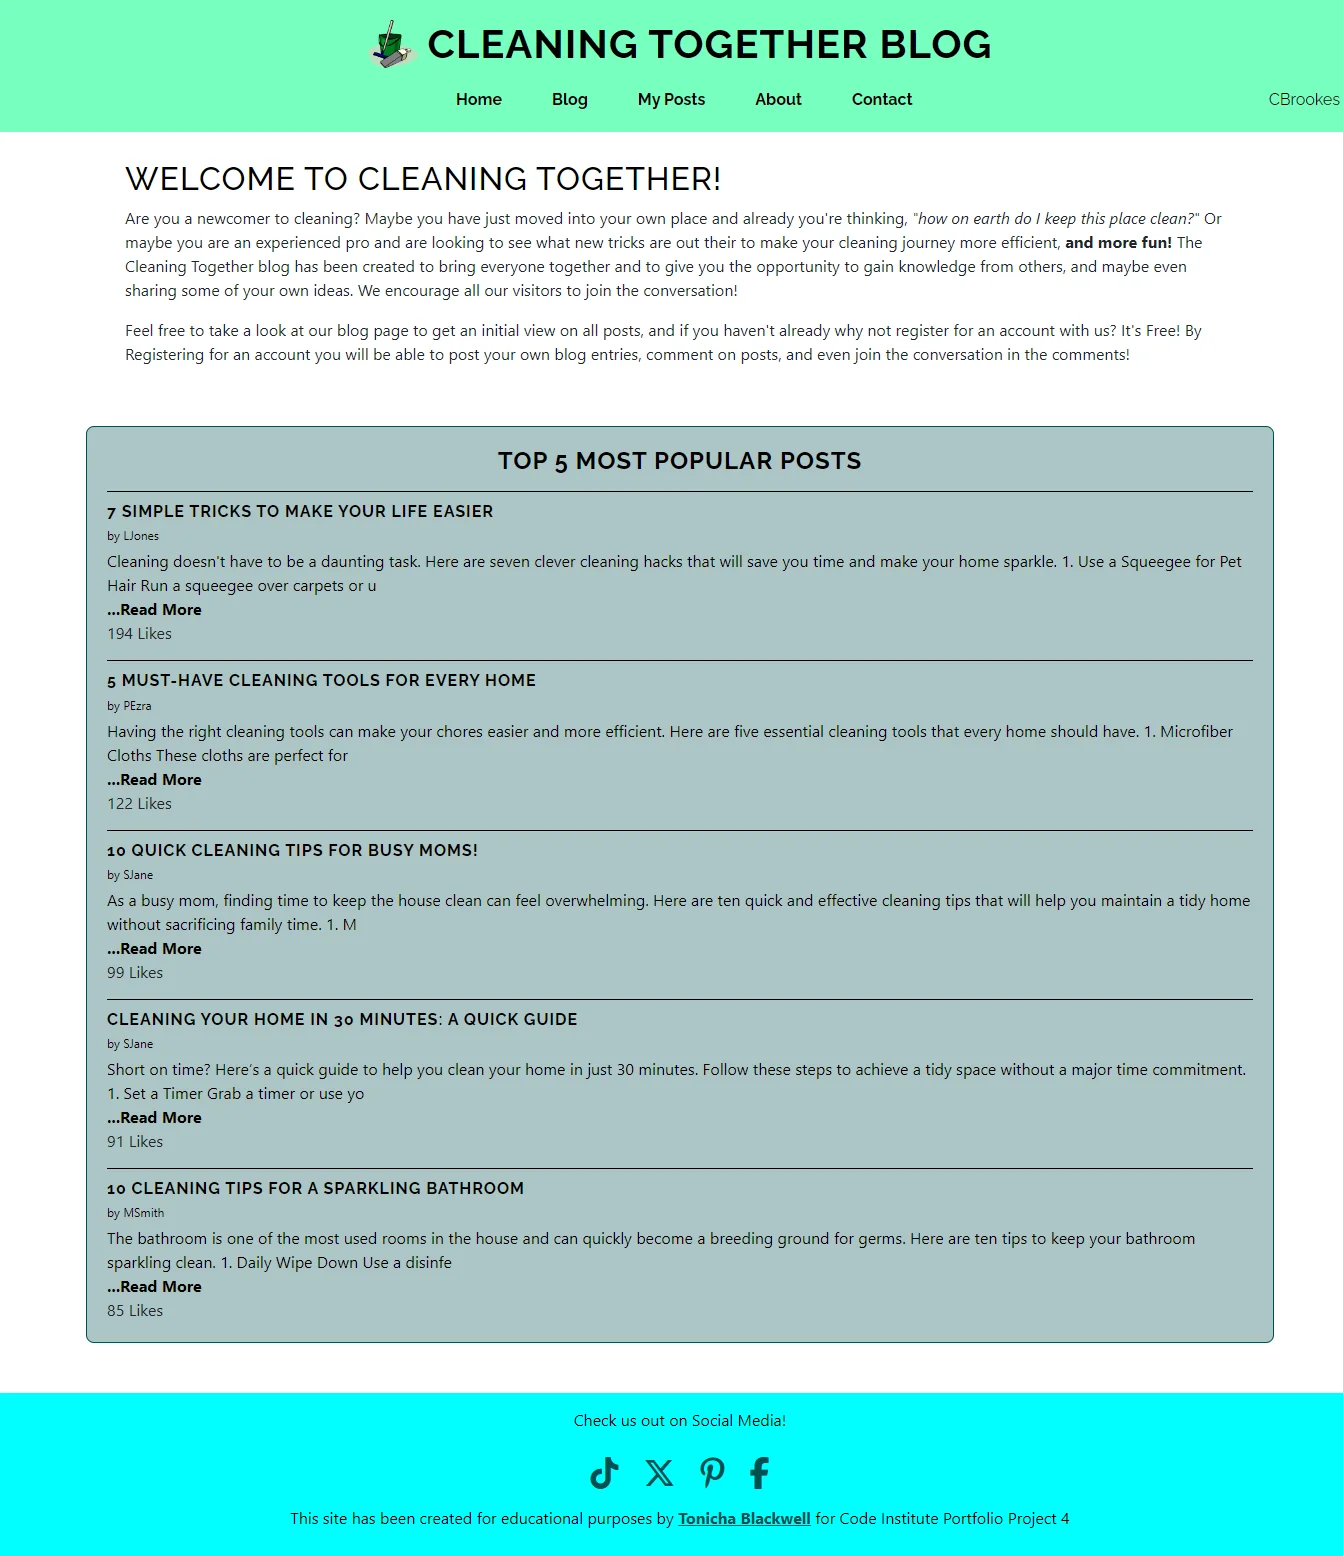 CLEANING TOGETHER BLOG
Home Blog My Posts About Contact CBrookes
WELCOME TO CLEANING TOGETHER!
Are you a newcomer to cleaning? Maybe you have just moved into your own place and already you're thinking, "how on earth do I keep this place clean?" Or
maybe you are an experienced pro and are looking to see what new tricks are out their to make your cleaning journey more efficient, and more fun! The
Cleaning Together blog has been created to bring everyone together and to give you the opportunity to gain knowledge from others, and maybe even
sharing some of your own ideas. We encourage all our visitors to join the conversation!
Feel free to take a look at our blog page to get an initial view on all posts, and if you haven't already why not register for an account with us? It's Free! By
Registering for an account you will be able to post your own blog entries, comment on posts, and even join the conversation in the comments!
TOP 5 MOST POPULAR POSTS
7 SIMPLE TRICKS TO MAKE YOUR LIFE EASIER
by LJones
Cleaning doesn't have to be a daunting task. Here are seven clever cleaning hacks that will save you time and make your home sparkle. 1. Use a Squeegee for Pet
Hair Run a squeegee over carpets or u
...Read More
194 Likes
5 MUST-HAVE CLEANING TOOLS FOR EVERY HOME
by PEzra
Having the right cleaning tools can make your chores easier and more efficient. Here are five essential cleaning tools that every home should have. 1. Microfiber
Cloths These cloths are perfect for
...Read More
122 Likes
10 QUICK CLEANING TIPS FOR BUSY MOMS!
by SJane
As a busy mom, finding time to keep the house clean can feel overwhelming. Here are ten quick and effective cleaning tips that will help you maintain a tidy home
without sacrificing family time. 1. M
...Read More
99 Likes
CLEANING YOUR HOME IN 30 MINUTES: A QUICK GUIDE
by SJane
Short on time? Here's a quick guide to help you clean your home in just 30 minutes. Follow these steps to achieve a tidy space without a major time commitment.
1. Set a Timer Grab a timer or use yo
...Read More
91 Likes
10 CLEANING TIPS FOR A SPARKLING BATHROOM
by MSmith
The bathroom is one of the most used rooms in the house and can quickly become a breeding ground for germs. Here are ten tips to keep your bathroom
sparkling clean. 1. Daily Wipe Down Use a disinfe
...Read More
85 Likes
Check us out on Social Media!
This site has been created for educational purposes by Tonicha Blackwell for Code Institute Portfolio Project 4